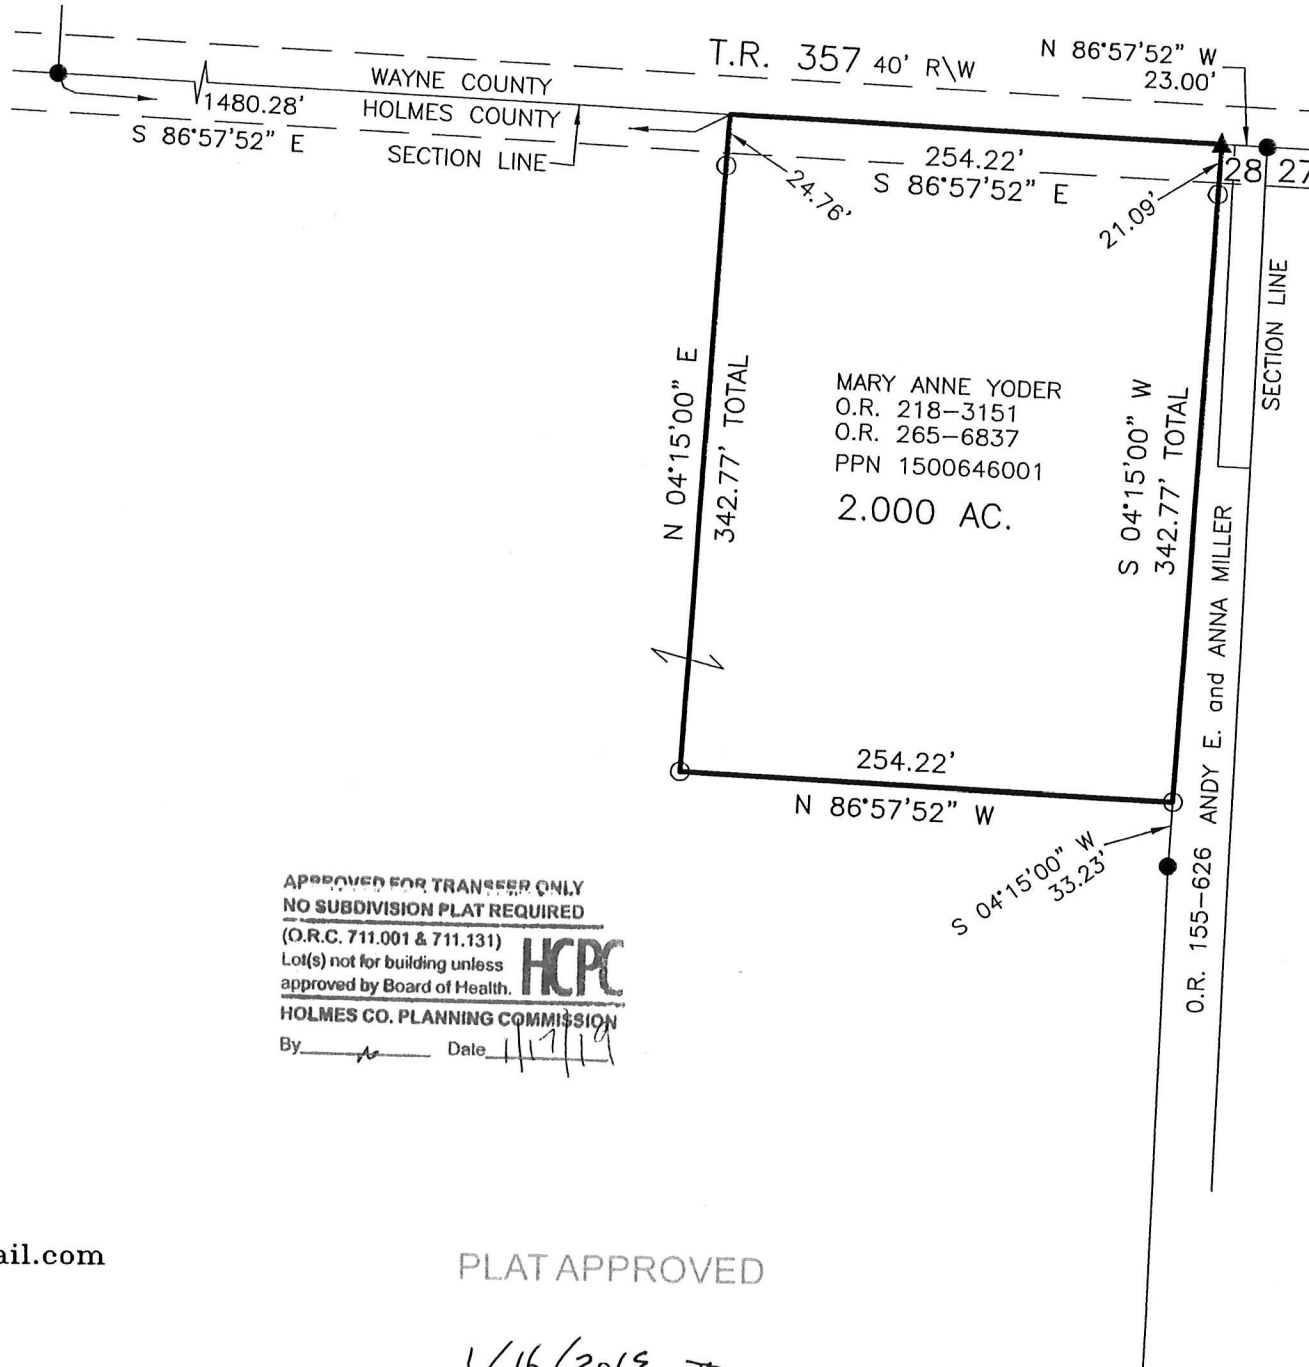 T.R. 357 40' R\W
N 86°57'52" W
23.00'
WAYNE COUNTY
1480.28'
HOLMES COUNTY
S 86°57'52" E
SECTION LINE
254.22'
S 86°57'52" E
28 27
24.76'
21.09'
SECTION LINE
N 04°15'00" E
342.77' TOTAL
MARY ANNE YODER
O.R. 218-3151
O.R. 265-6837
PPN 1500646001
2.000 AC.
S 04°15'00" W
342.77' TOTAL
O.R. 155-626 ANDY E. and ANNA MILLER
254.22'
N 86°57'52" W
S 04°15'00" W
33.23'
APPROVED FOR TRANSFER ONLY
NO SUBDIVISION PLAT REQUIRED
(O.R.C. 711.001 & 711.131)
Lot(s) not for building unless
approved by Board of Health.
HCPC
HOLMES CO. PLANNING COMMISSION
By Date 1/17/19
ail.com
PLAT APPROVED
1/16/